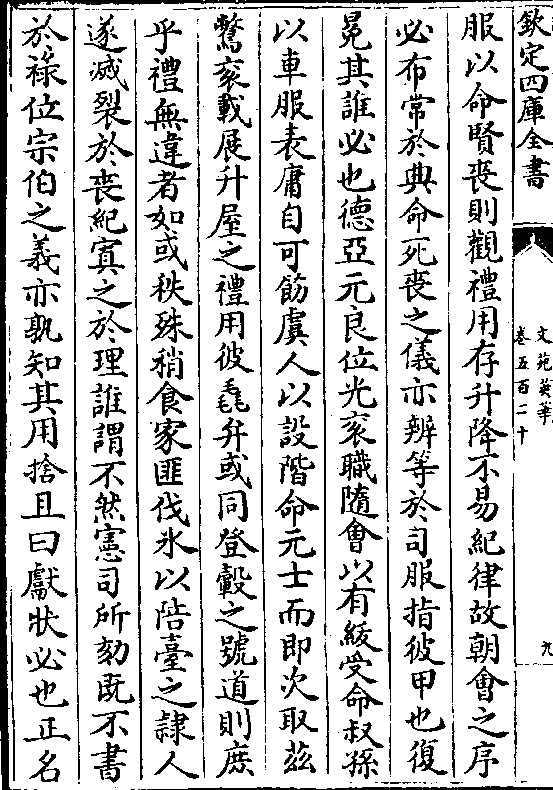 欽定四庫全書
文苑英華
卷五百二十
九
服以命賢喪則觀禮用存升降不易紀律故朝會之序
必布常於典命死喪之儀亦辨等於司服指彼甲也復
冕其誰必也德亞元良位光衮職隨會以有綴受命叔孫
以車服表庸自可飭虞人以設階命元士而即次取兹
鷩衮載展升屋之禮用彼毳弁或同登轂之號道則庶
乎禮無違者如或秩殊稍食家匪伐氷以陪臺之隸人
遂滅裂於喪紀寘之於理誰謂不然憲司所劾既不書
於祿位宗伯之義亦孰知其用捨且曰獻狀必也正名